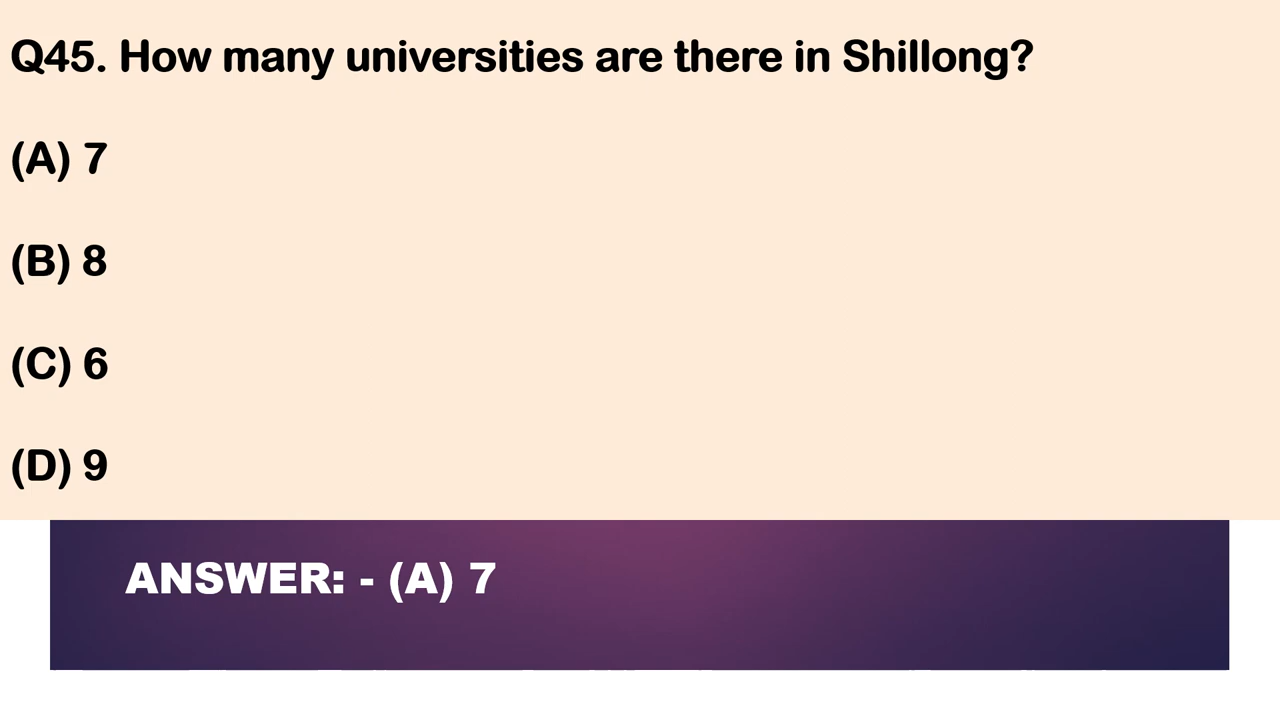 Q45. How many universities are there in Shillong?
(A) 7
(B) 8
(C) 6
(D) 9
ANSWER: - (A) 7